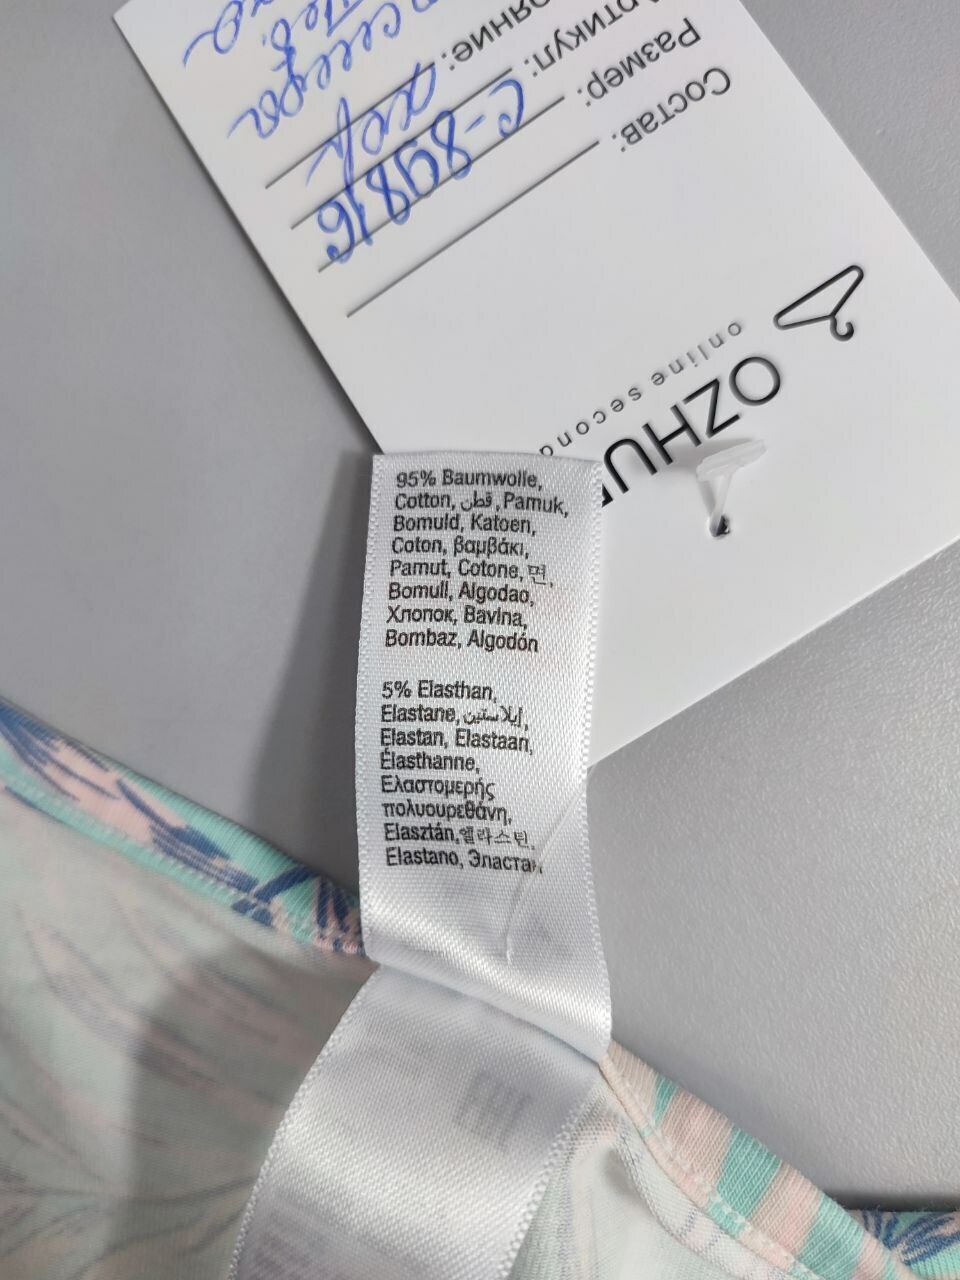 95% Baumwolle,
Cotton, قطن, Pamuk,
Bomuld, Katoen,
Coton, βαμβάκι,
Pamut, Cotone, 면,
Bomull, Algodao,
Хлопок, Bavlna,
Bombaz, Algodón
5% Elasthan,
Elastane, إيلاستين,
Elastan, Elastaan,
Élasthanne,
Ελαστομερής
πολυουρεθάνη,
Elasztán, 엘라스틴,
Elastano, Эластан
OZHUR
online second
Состав:
Размер:
Артикул: с-89816
ояние: